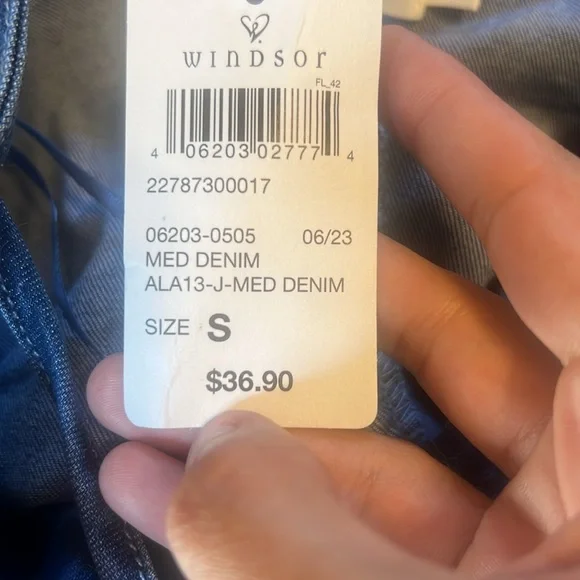 WINDSOR
FL_42
4 06203 02777 4
22787300017
06203-0505 06/23
MED DENIM
ALA13-J-MED DENIM
SIZE S
$36.90